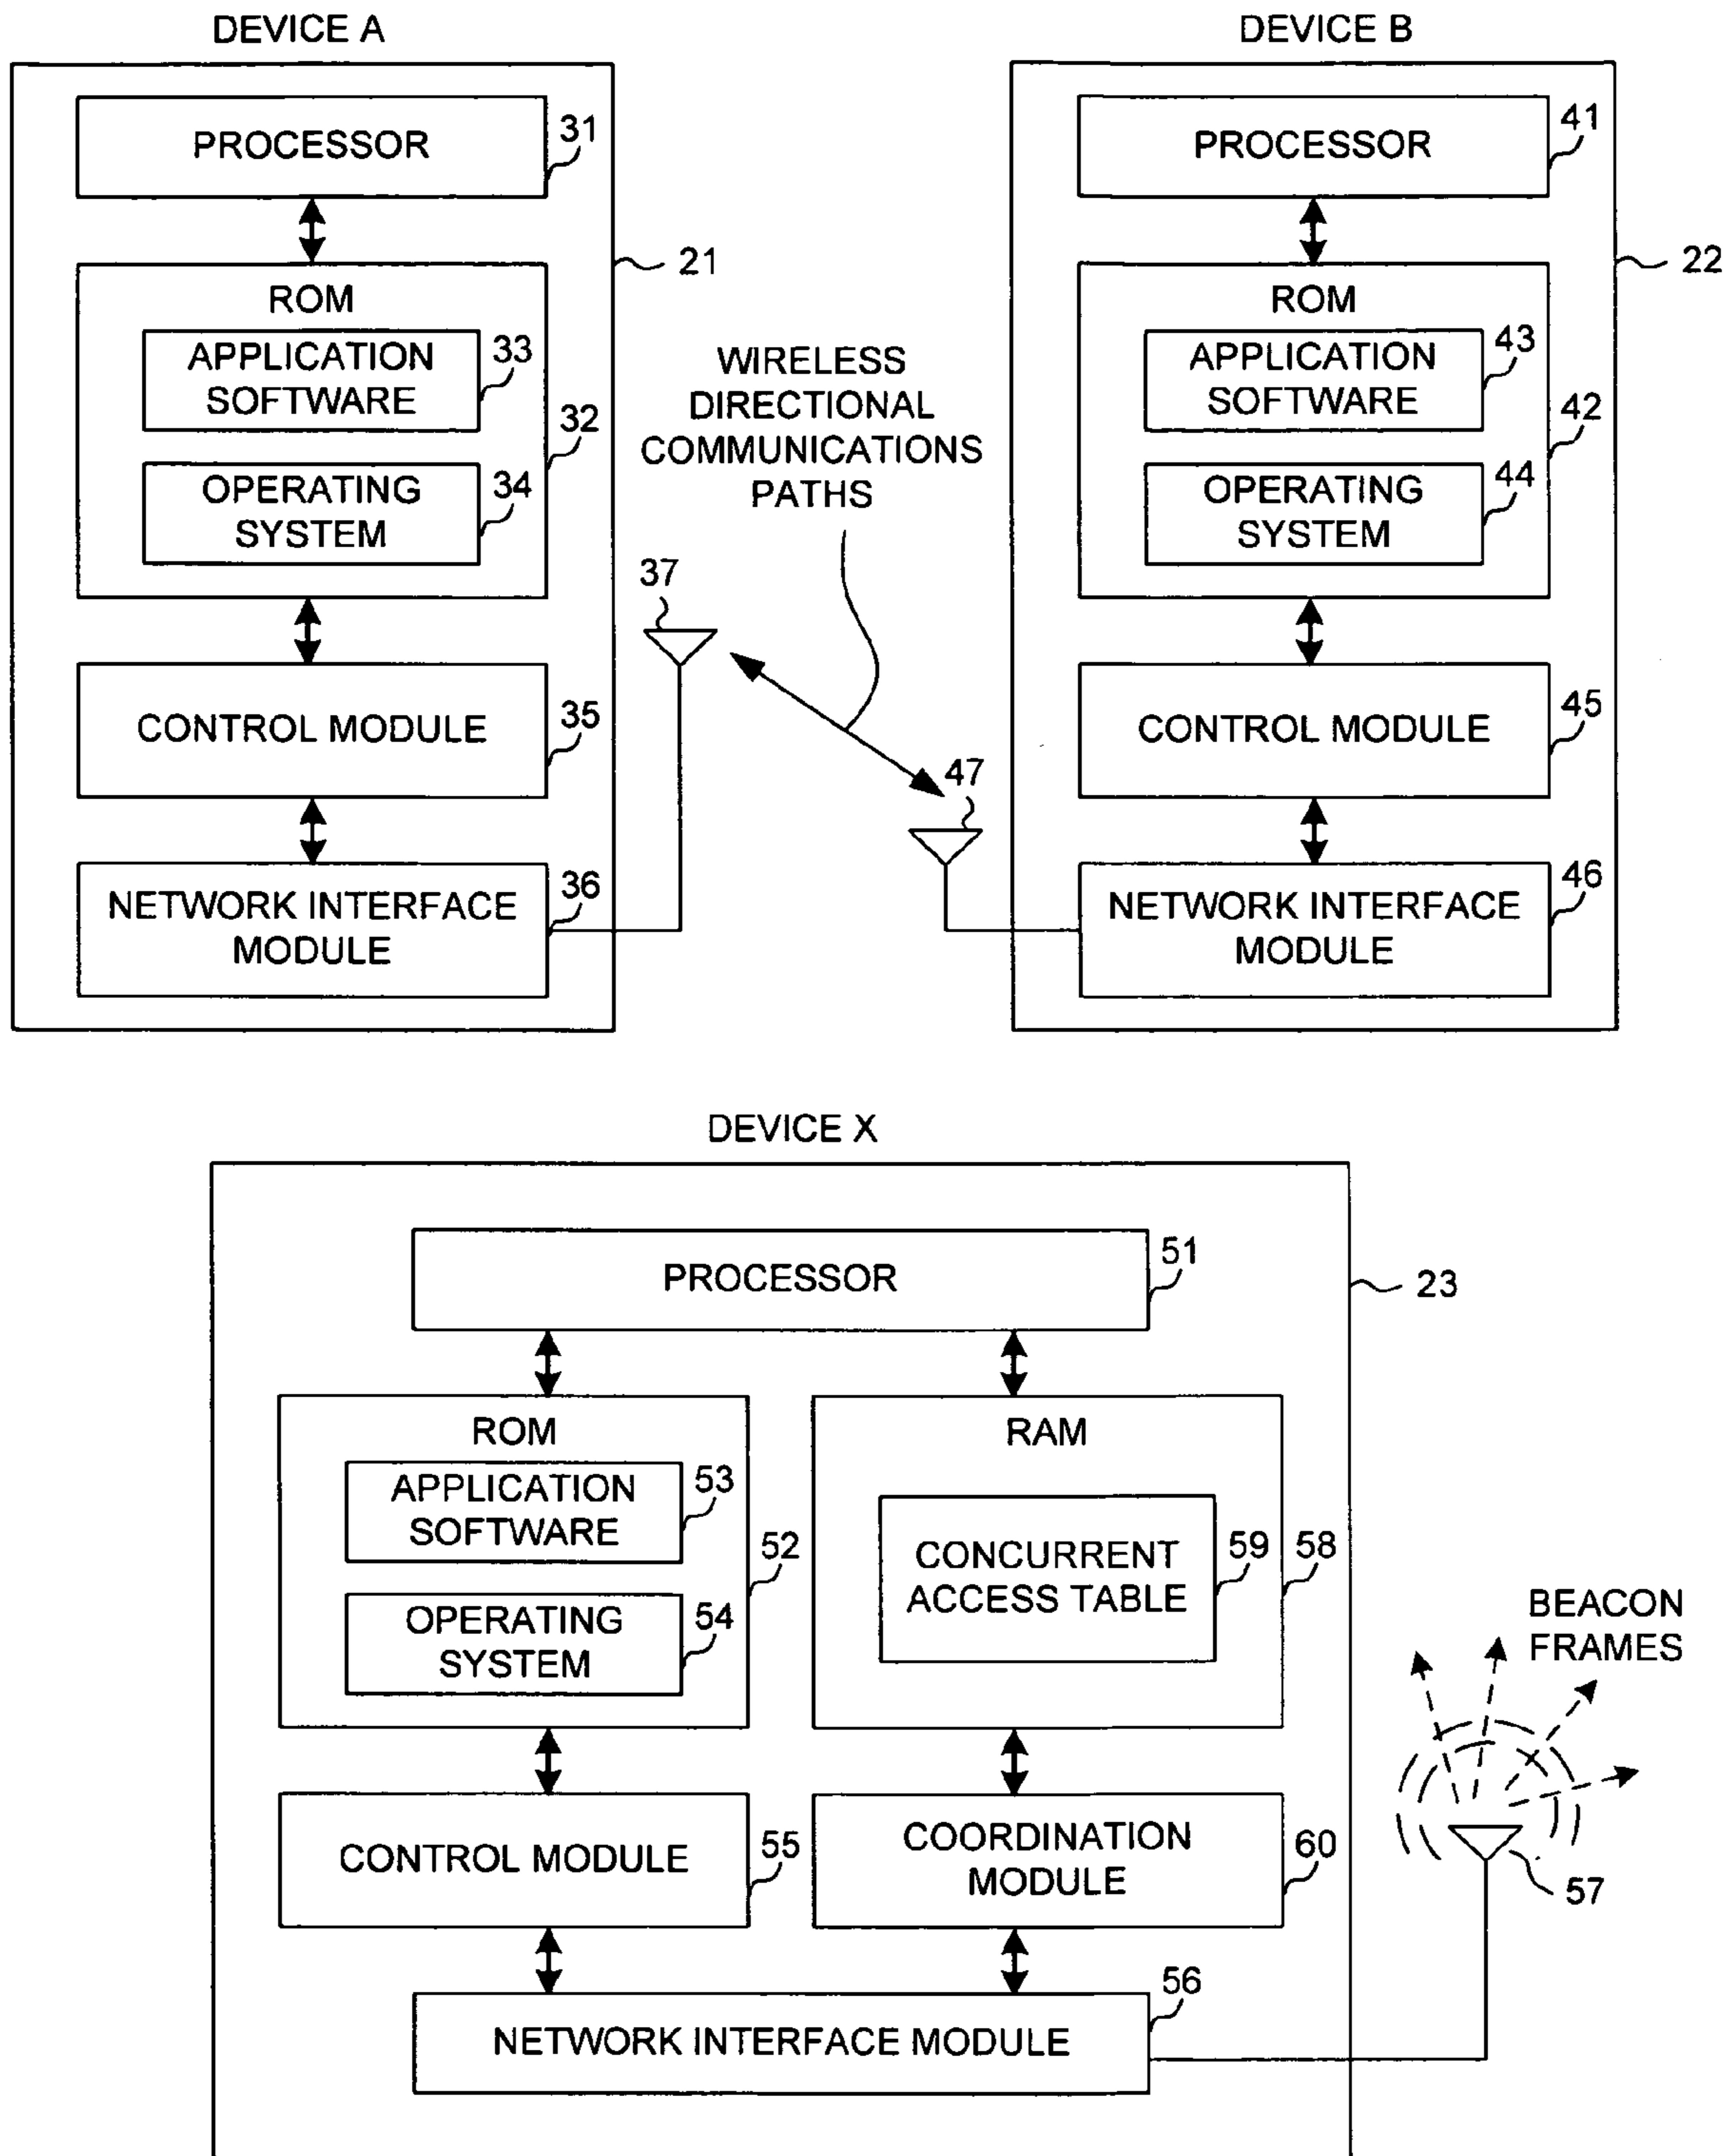 DEVICE A
PROCESSOR
31
21
ROM
APPLICATION
SOFTWARE
33
32
OPERATING
SYSTEM
34
CONTROL MODULE
35
NETWORK INTERFACE
MODULE
36
37
WIRELESS
DIRECTIONAL
COMMUNICATIONS
PATHS
47
DEVICE B
PROCESSOR
41
22
ROM
APPLICATION
SOFTWARE
43
42
OPERATING
SYSTEM
44
CONTROL MODULE
45
NETWORK INTERFACE
MODULE
46
DEVICE X
PROCESSOR
51
23
ROM
APPLICATION
SOFTWARE
53
52
OPERATING
SYSTEM
54
RAM
CONCURRENT
ACCESS TABLE
59
58
CONTROL MODULE
55
COORDINATION
MODULE
60
NETWORK INTERFACE MODULE
56
BEACON
FRAMES
57